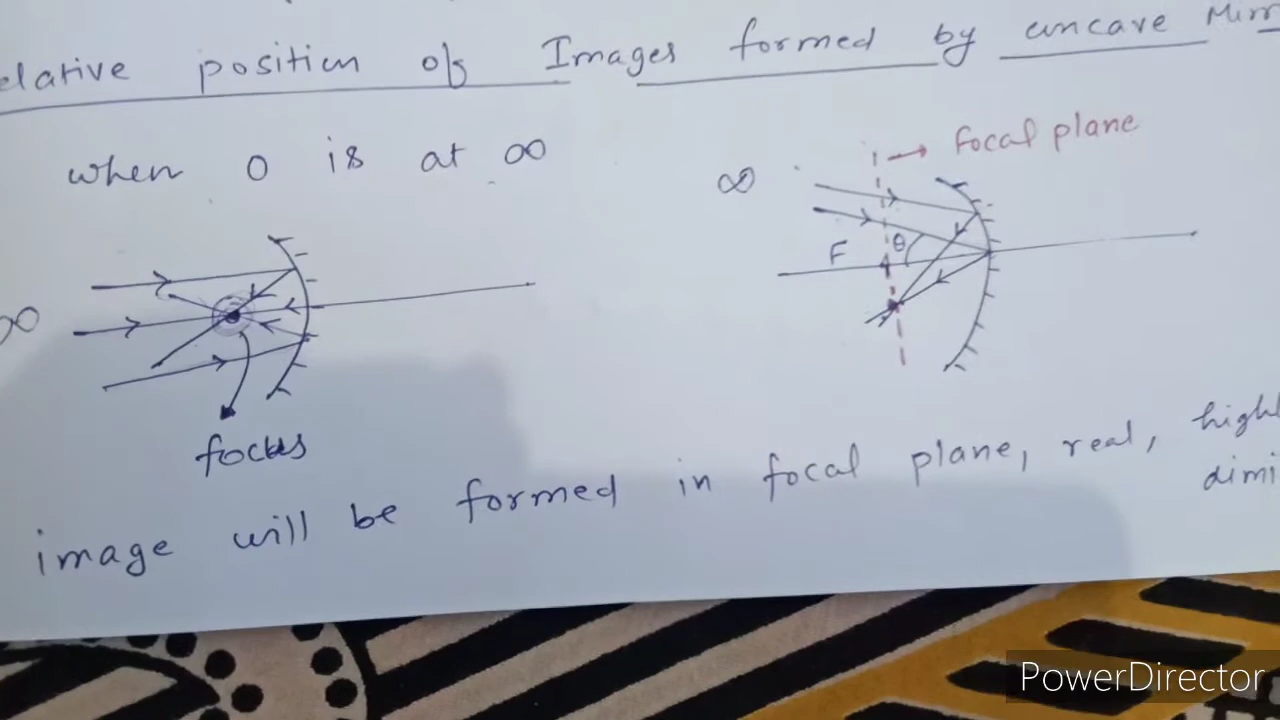 elative position of Images formed by concave Mirr
when O is at ∞
∞ → focal plane
F θ
∞
focus
image will be formed in focal plane, real, high
dimi
PowerDirector